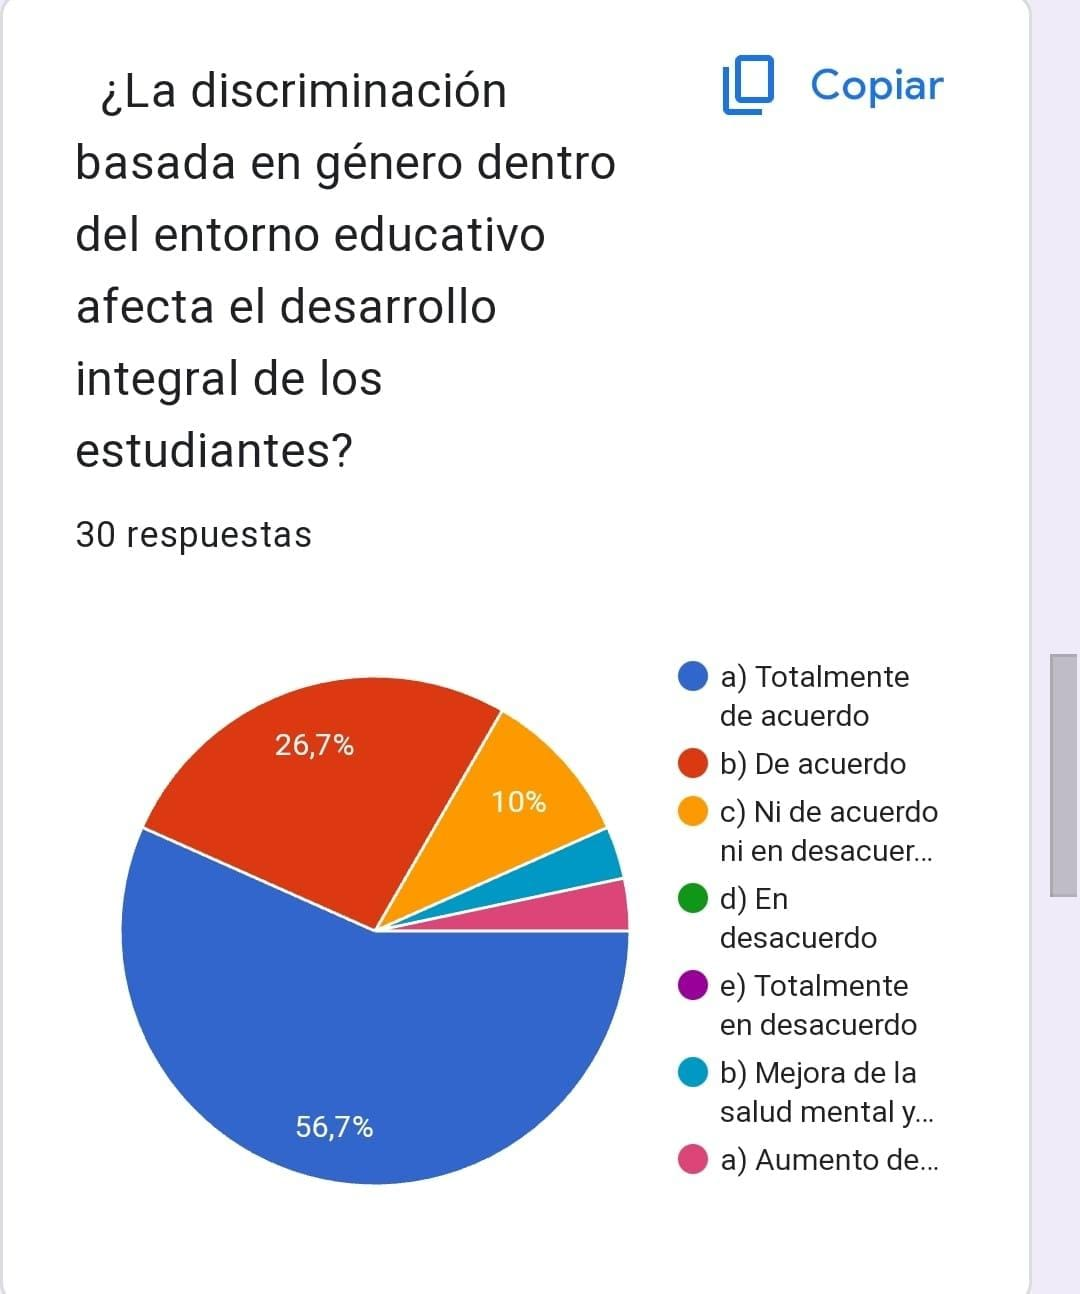 ¿La discriminación
Copiar
basada en género dentro
del entorno educativo
afecta el desarrollo
integral de los
estudiantes?
30 respuestas
26,7%
10%
56,7%
a) Totalmente
de acuerdo
b) De acuerdo
c) Ni de acuerdo
ni en desacuer...
d) En
desacuerdo
e) Totalmente
en desacuerdo
b) Mejora de la
salud mental y...
a) Aumento de...